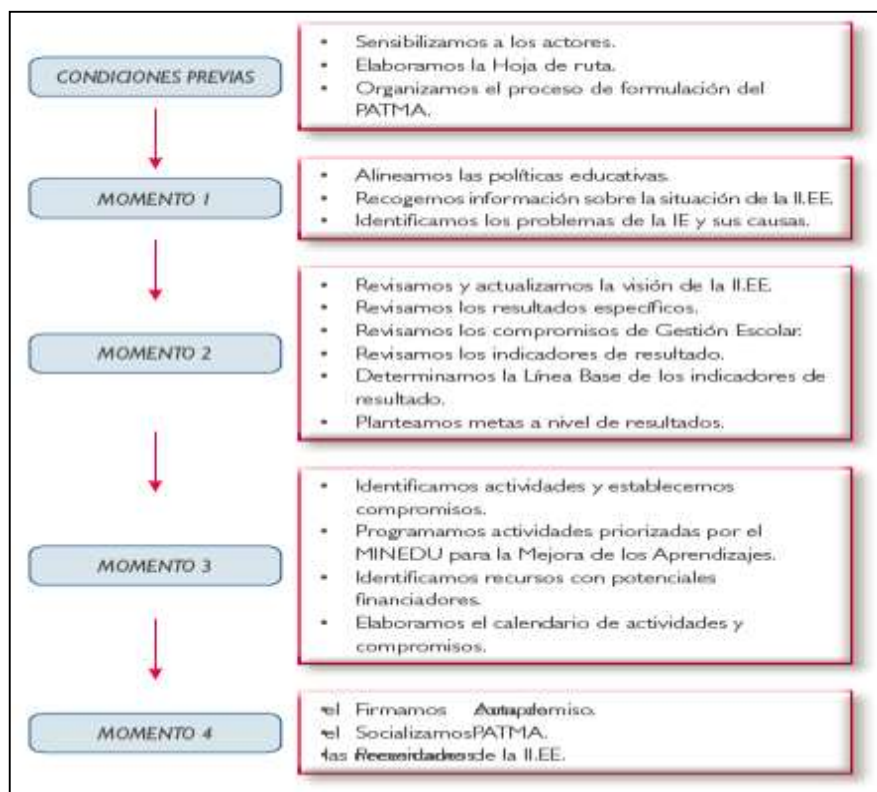 CONDICIONES PREVIAS
• Sensibilizamos a los actores.
• Elaboramos la Hoja de ruta.
• Organizamos el proceso de formulación del
PATMA.
MOMENTO 1
• Alineamos las políticas educativas.
• Recogemos información sobre la situación de la II.EE.
• Identificamos los problemas de la IE y sus causas.
MOMENTO 2
• Revisamos y actualizamos la visión de la II.EE.
• Revisamos los resultados específicos.
• Revisamos los compromisos de Gestión Escolar.
• Revisamos los indicadores de resultado.
• Determinamos la Línea Base de los indicadores de
resultado.
• Planteamos metas a nivel de resultados.
MOMENTO 3
• Identificamos actividades y establecemos
compromisos.
• Programamos actividades priorizadas por el
MINEDU para la Mejora de los Aprendizajes.
• Identificamos recursos con potenciales
financiadores.
• Elaboramos el calendario de actividades y
compromisos.
MOMENTO 4
•el Firmamos
•el Socializamos PATMA.
•las de la II.EE.